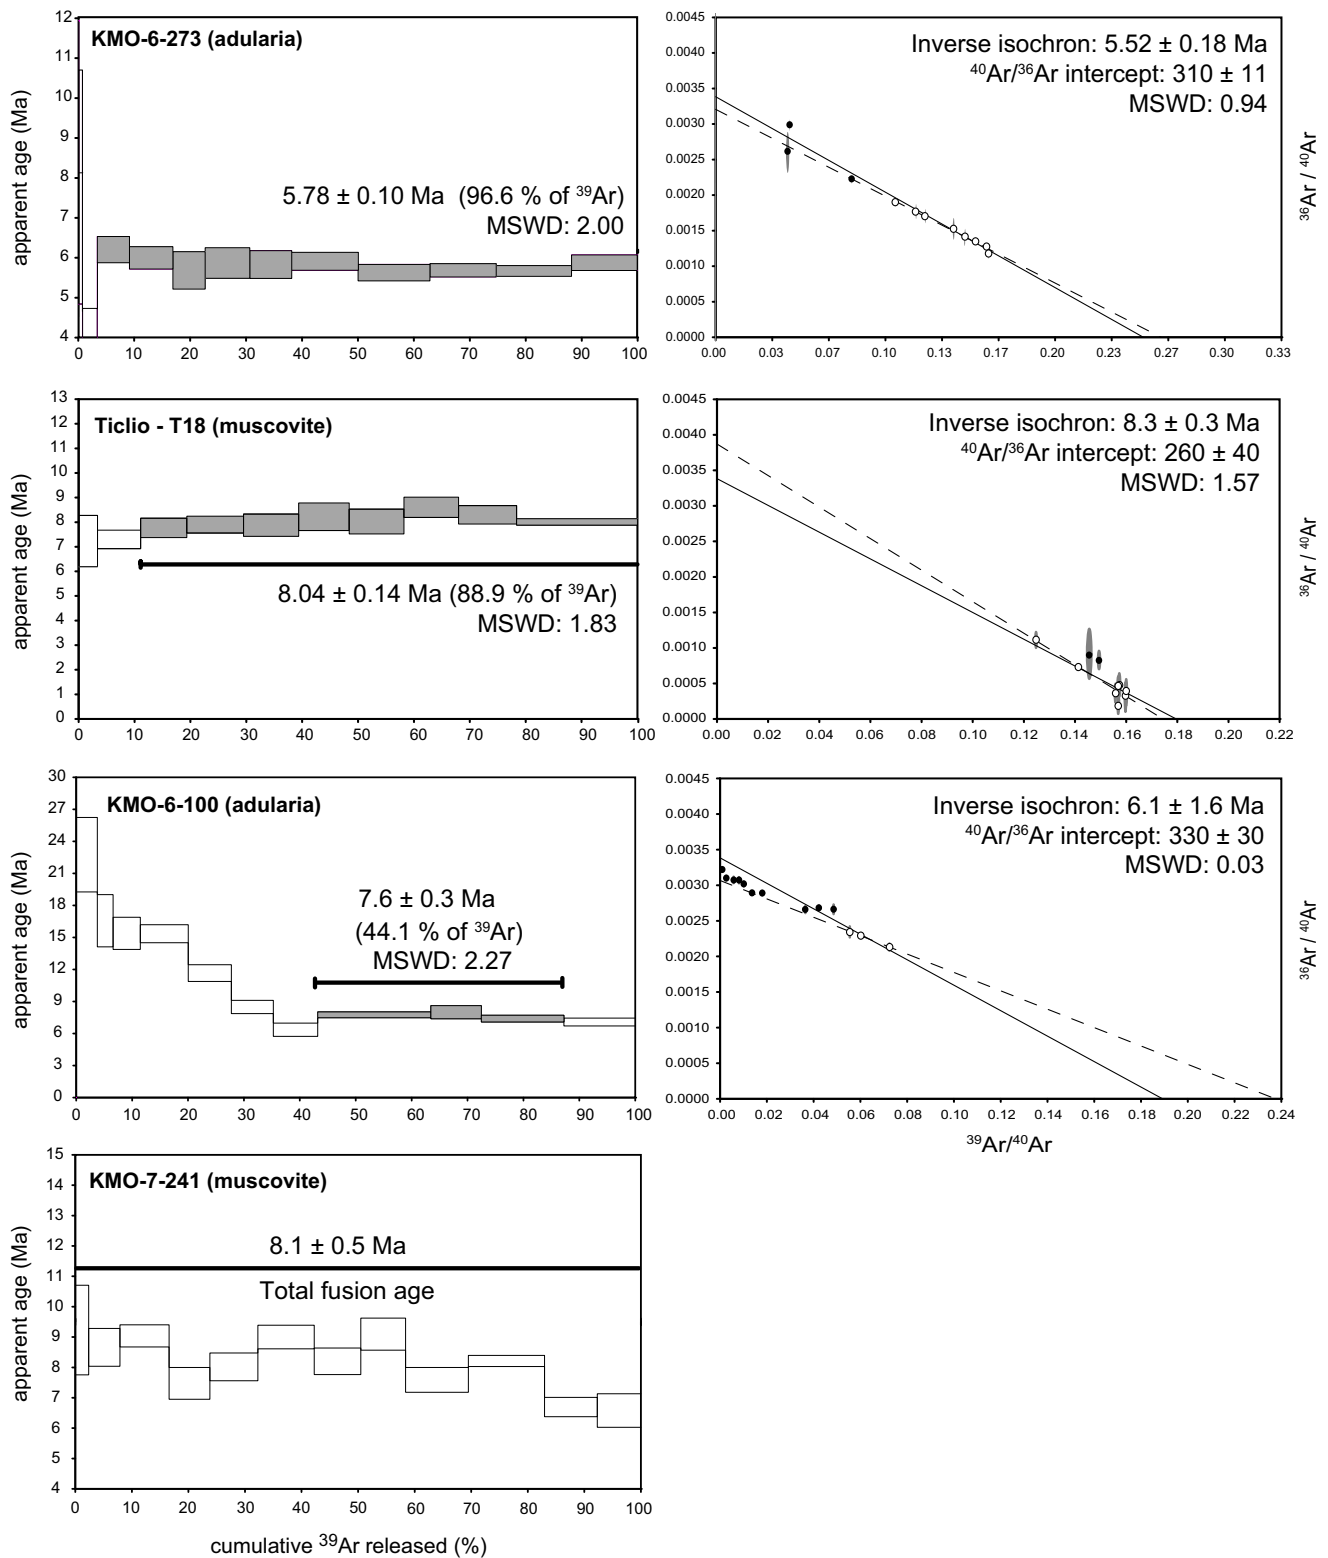 KMO-6-273 (adularia)
apparent age (Ma)
12
11
10
9
8
7
6
5
4
5.78 ± 0.10 Ma (96.6 % of ³⁹Ar)
MSWD: 2.00
0 10 20 30 40 50 60 70 80 90 100
Inverse isochron: 5.52 ± 0.18 Ma
⁴⁰Ar/³⁶Ar intercept: 310 ± 11
MSWD: 0.94
0.0045
0.0040
0.0035
0.0030
0.0025
0.0020
0.0015
0.0010
0.0005
0.0000
0.00 0.03 0.07 0.10 0.13 0.17 0.20 0.23 0.27 0.30 0.33
³⁶Ar / ⁴⁰Ar
Ticlio - T18 (muscovite)
apparent age (Ma)
13
12
11
10
9
8
7
6
5
4
3
2
1
0
8.04 ± 0.14 Ma (88.9 % of ³⁹Ar)
MSWD: 1.83
0 10 20 30 40 50 60 70 80 90 100
Inverse isochron: 8.3 ± 0.3 Ma
⁴⁰Ar/³⁶Ar intercept: 260 ± 40
MSWD: 1.57
0.0045
0.0040
0.0035
0.0030
0.0025
0.0020
0.0015
0.0010
0.0005
0.0000
0.00 0.02 0.04 0.06 0.08 0.10 0.12 0.14 0.16 0.18 0.20 0.22
³⁶Ar / ⁴⁰Ar
KMO-6-100 (adularia)
apparent age (Ma)
30
27
24
21
18
15
12
9
6
3
0
7.6 ± 0.3 Ma
(44.1 % of ³⁹Ar)
MSWD: 2.27
0 10 20 30 40 50 60 70 80 90 100
Inverse isochron: 6.1 ± 1.6 Ma
⁴⁰Ar/³⁶Ar intercept: 330 ± 30
MSWD: 0.03
0.0045
0.0040
0.0035
0.0030
0.0025
0.0020
0.0015
0.0010
0.0005
0.0000
0.00 0.02 0.04 0.06 0.08 0.10 0.12 0.14 0.16 0.18 0.20 0.22 0.24
³⁹Ar/⁴⁰Ar
³⁶Ar / ⁴⁰Ar
KMO-7-241 (muscovite)
apparent age (Ma)
15
14
13
12
11
10
9
8
7
6
5
4
8.1 ± 0.5 Ma
Total fusion age
0 10 20 30 40 50 60 70 80 90 100
cumulative ³⁹Ar released (%)